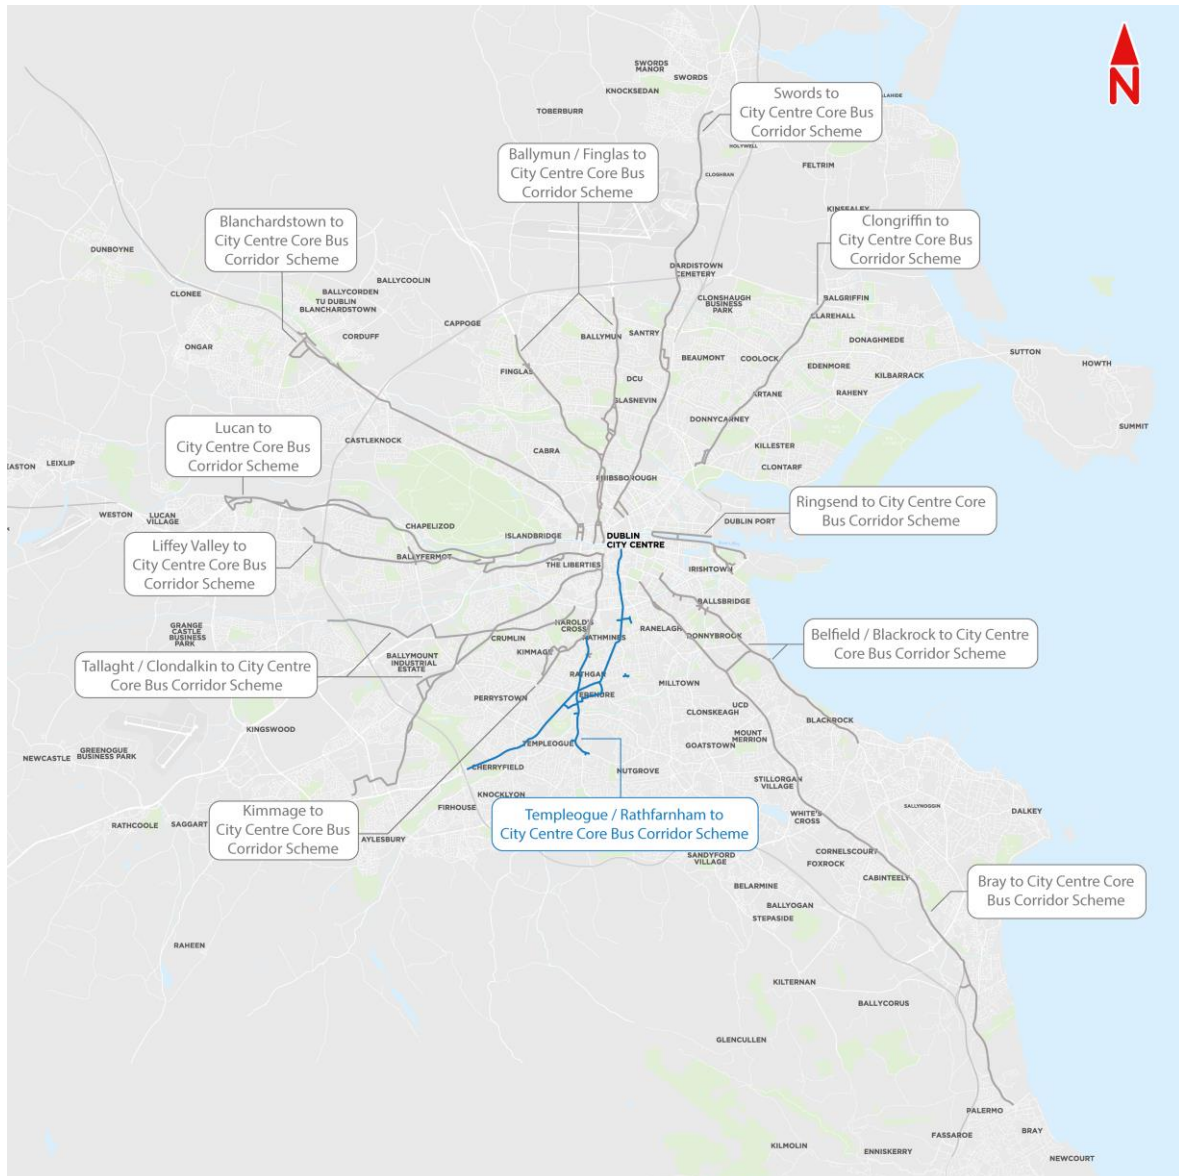 SWORDS
MANOR
SWORDS
KNOCKSEDAN
TOBERBURR
N
Swords to
City Centre Core Bus
Corridor Scheme
LAHIDE
HOLYWELL
FELTRIM
CLOGHRAN
Ballymun / Finglas to
City Centre Core Bus
Corridor Scheme
KINSEALEY
Blanchardstown to
City Centre Core Bus
Corridor Scheme
Clongriffin to
City Centre Core Bus
Corridor Scheme
DUNBOYNE
DARDISTOWN
CEMETERY
BALLYCOOLIN
CLONEE
BALLYCORDEN
TU DUBLIN
BLANCHARDSTOWN
CLONSHAUGH
BUSINESS
PARK
BALGRIFFIN
CLAREHALL
CAPPOGE
CORDUFF
BALLYMUN
SANTRY
DONAGHMEDE
ONGAR
BEAUMONT
COOLOCK
EDENMORE
KILBARRACK
SUTTON
HOWTH
FINGLAS
DCU
RAHENY
ARTANE
GLASNEVIN
DONNYCARNEY
SUMMIT
Lucan to
City Centre Core Bus
Corridor Scheme
CASTLEKNOCK
CABRA
KILLESTER
CLONTARF
EASTON
LEIXLIP
PHIBSBOROUGH
WESTON
LUCAN
VILLAGE
CHAPELIZOD
ISLANDBRIDGE
DUBLIN
CITY CENTRE
DUBLIN PORT
Ringsend to City Centre Core
Bus Corridor Scheme
Liffey Valley to
City Centre Core Bus
Corridor Scheme
BALLYFERMOT
THE LIBERTIES
IRISHTOWN
BALLSBRIDGE
GRANGE
CASTLE
BUSINESS
PARK
CRUMLIN
HAROLD'S
CROSS
RATHMINES
RANELAGH
DONNYBROOK
Belfield / Blackrock to City Centre
Core Bus Corridor Scheme
Tallaght / Clondalkin to City Centre
Core Bus Corridor Scheme
BALLYMOUNT
INDUSTRIAL
ESTATE
KIMMAGE
RATHGAR
MILLTOWN
PERRYSTOWN
TERENURE
CLONSKEAGH
UCD
MOUNT
MERRION
BLACKROCK
KINGSWOOD
NEWCASTLE
GREENOGUE
BUSINESS PARK
TEMPLEOGUE
GOATSTOWN
CHERRYFIELD
NUTGROVE
STILLORGAN
VILLAGE
KNOCKLYON
FIRHOUSE
SALLYNOGGIN
DALKEY
Kimmage to
City Centre Core Bus
Corridor Scheme
Templeogue / Rathfarnham to
City Centre Core Bus Corridor Scheme
WHITE'S
CROSS
RATHCOOLE
SAGGART
AYLESBURY
SANDYFORD
VILLAGE
CORNELSCOURT
FOXROCK
CABINTEELY
BELARMINE
BALLYOGAN
STEPASIDE
Bray to City Centre Core
Bus Corridor Scheme
RAHEEN
KILTERNAN
BALLYCORUS
GLENCULLEN
PALERMO
FASSAROE
BRAY
KILMOLIN
ENNISKERRY
NEWCOURT